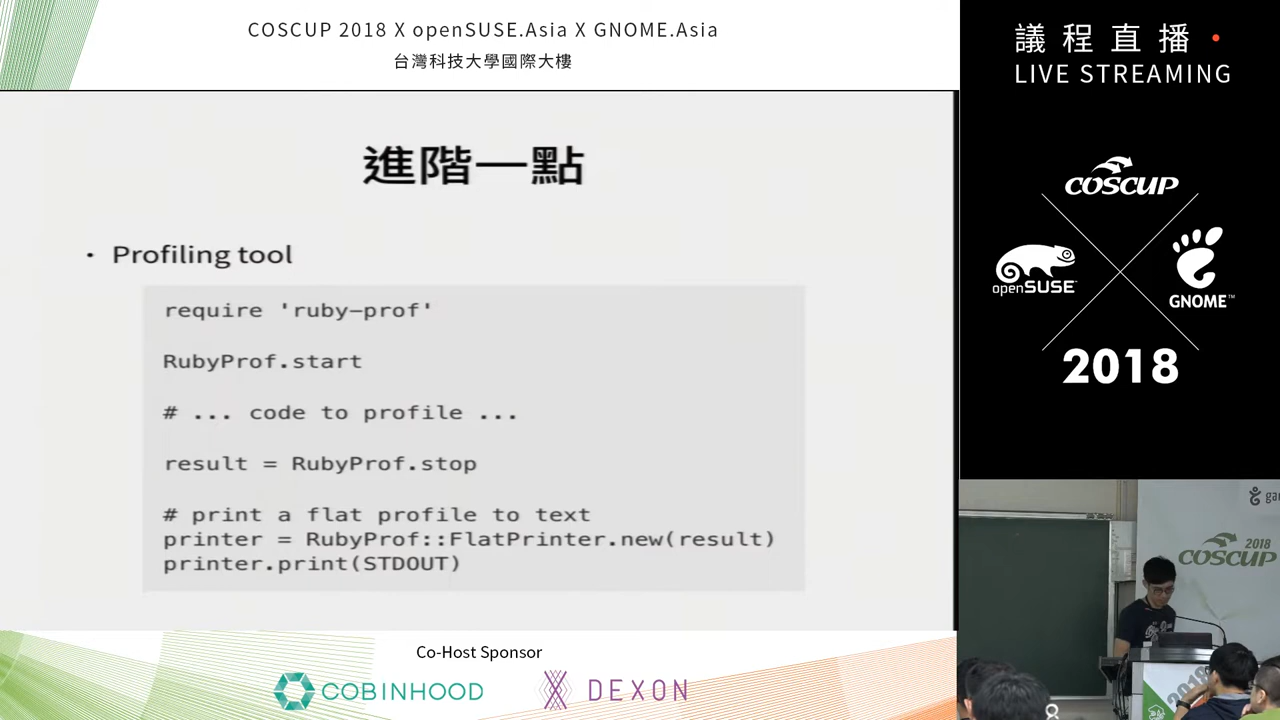 COSCUP 2018 X openSUSE.Asia X GNOME.Asia
台灣科技大學國際大樓
議程直播
LIVE STREAMING
進階一點
• Profiling tool
require 'ruby-prof'
RubyProf.start
# ... code to profile ...
result = RubyProf.stop
# print a flat profile to text
printer = RubyProf::FlatPrinter.new(result)
printer.print(STDOUT)
COSCUP
openSUSE
GNOME™
2018
2018
COSCUP
2018
Co-Host Sponsor
COBINHOOD
DEXON